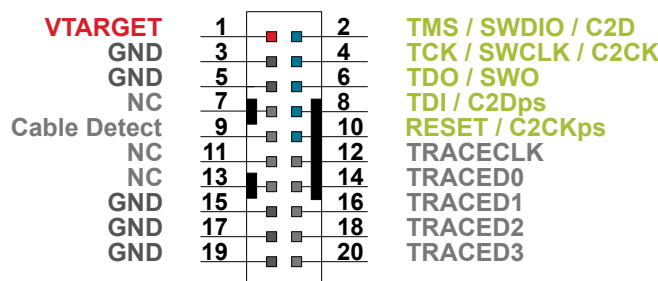 VTARGET 1 2 TMS / SWDIO / C2D
GND 3 4 TCK / SWCLK / C2CK
GND 5 6 TDO / SWO
NC 7 8 TDI / C2Dps
Cable Detect 9 10 RESET / C2CKps
NC 11 12 TRACECLK
NC 13 14 TRACED0
GND 15 16 TRACED1
GND 17 18 TRACED2
GND 19 20 TRACED3